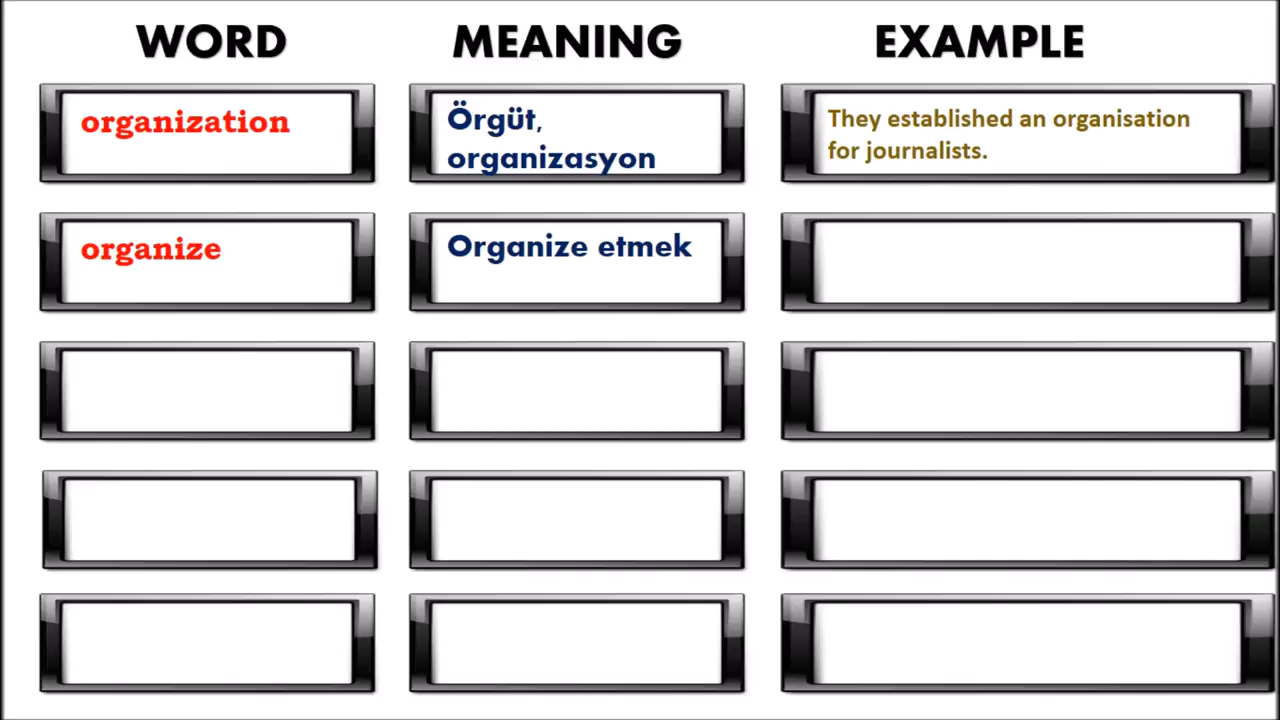 WORD MEANING EXAMPLE
organization
Örgüt,
organizasyon
They established an organisation
for journalists.
organize
Organize etmek